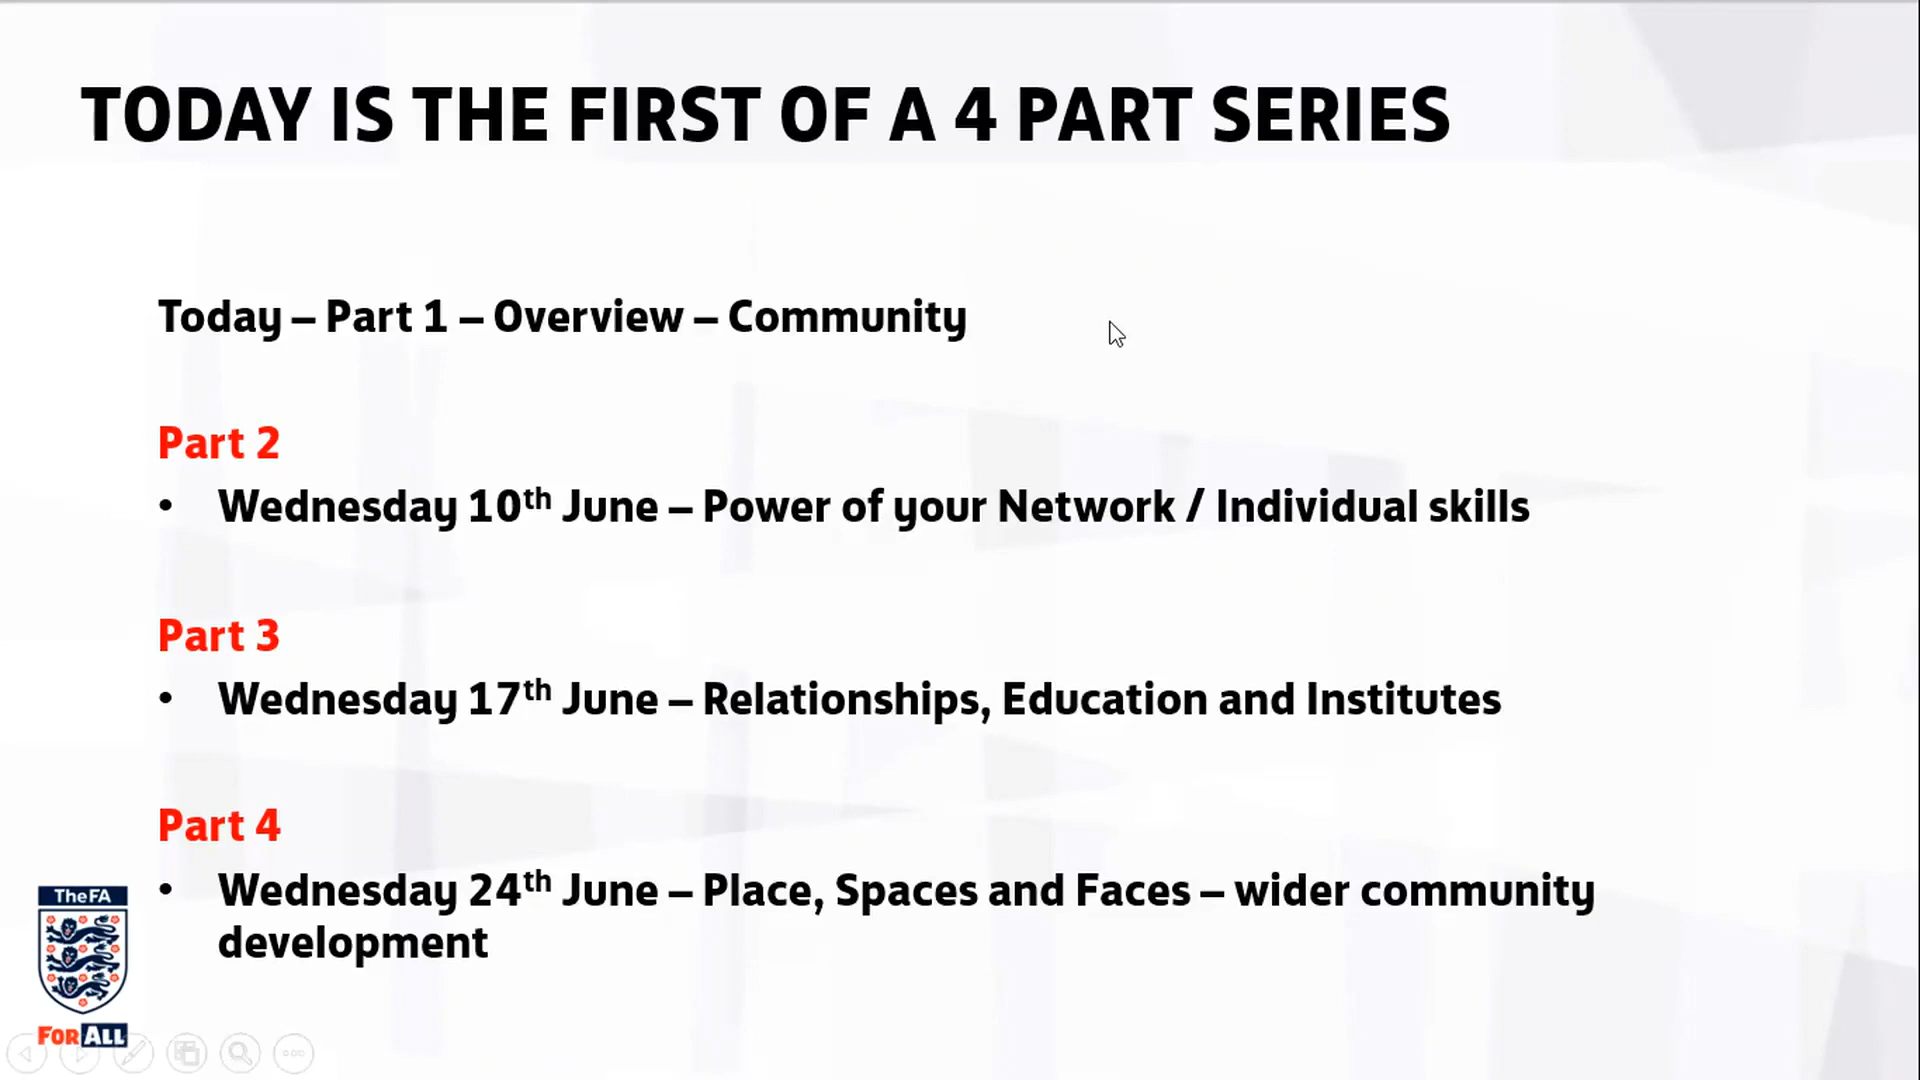 TODAY IS THE FIRST OF A 4 PART SERIES
Today – Part 1 – Overview – Community
Part 2
• Wednesday 10th June – Power of your Network / Individual skills
Part 3
• Wednesday 17th June – Relationships, Education and Institutes
Part 4
• Wednesday 24th June – Place, Spaces and Faces – wider community
development
The FA
FOR ALL